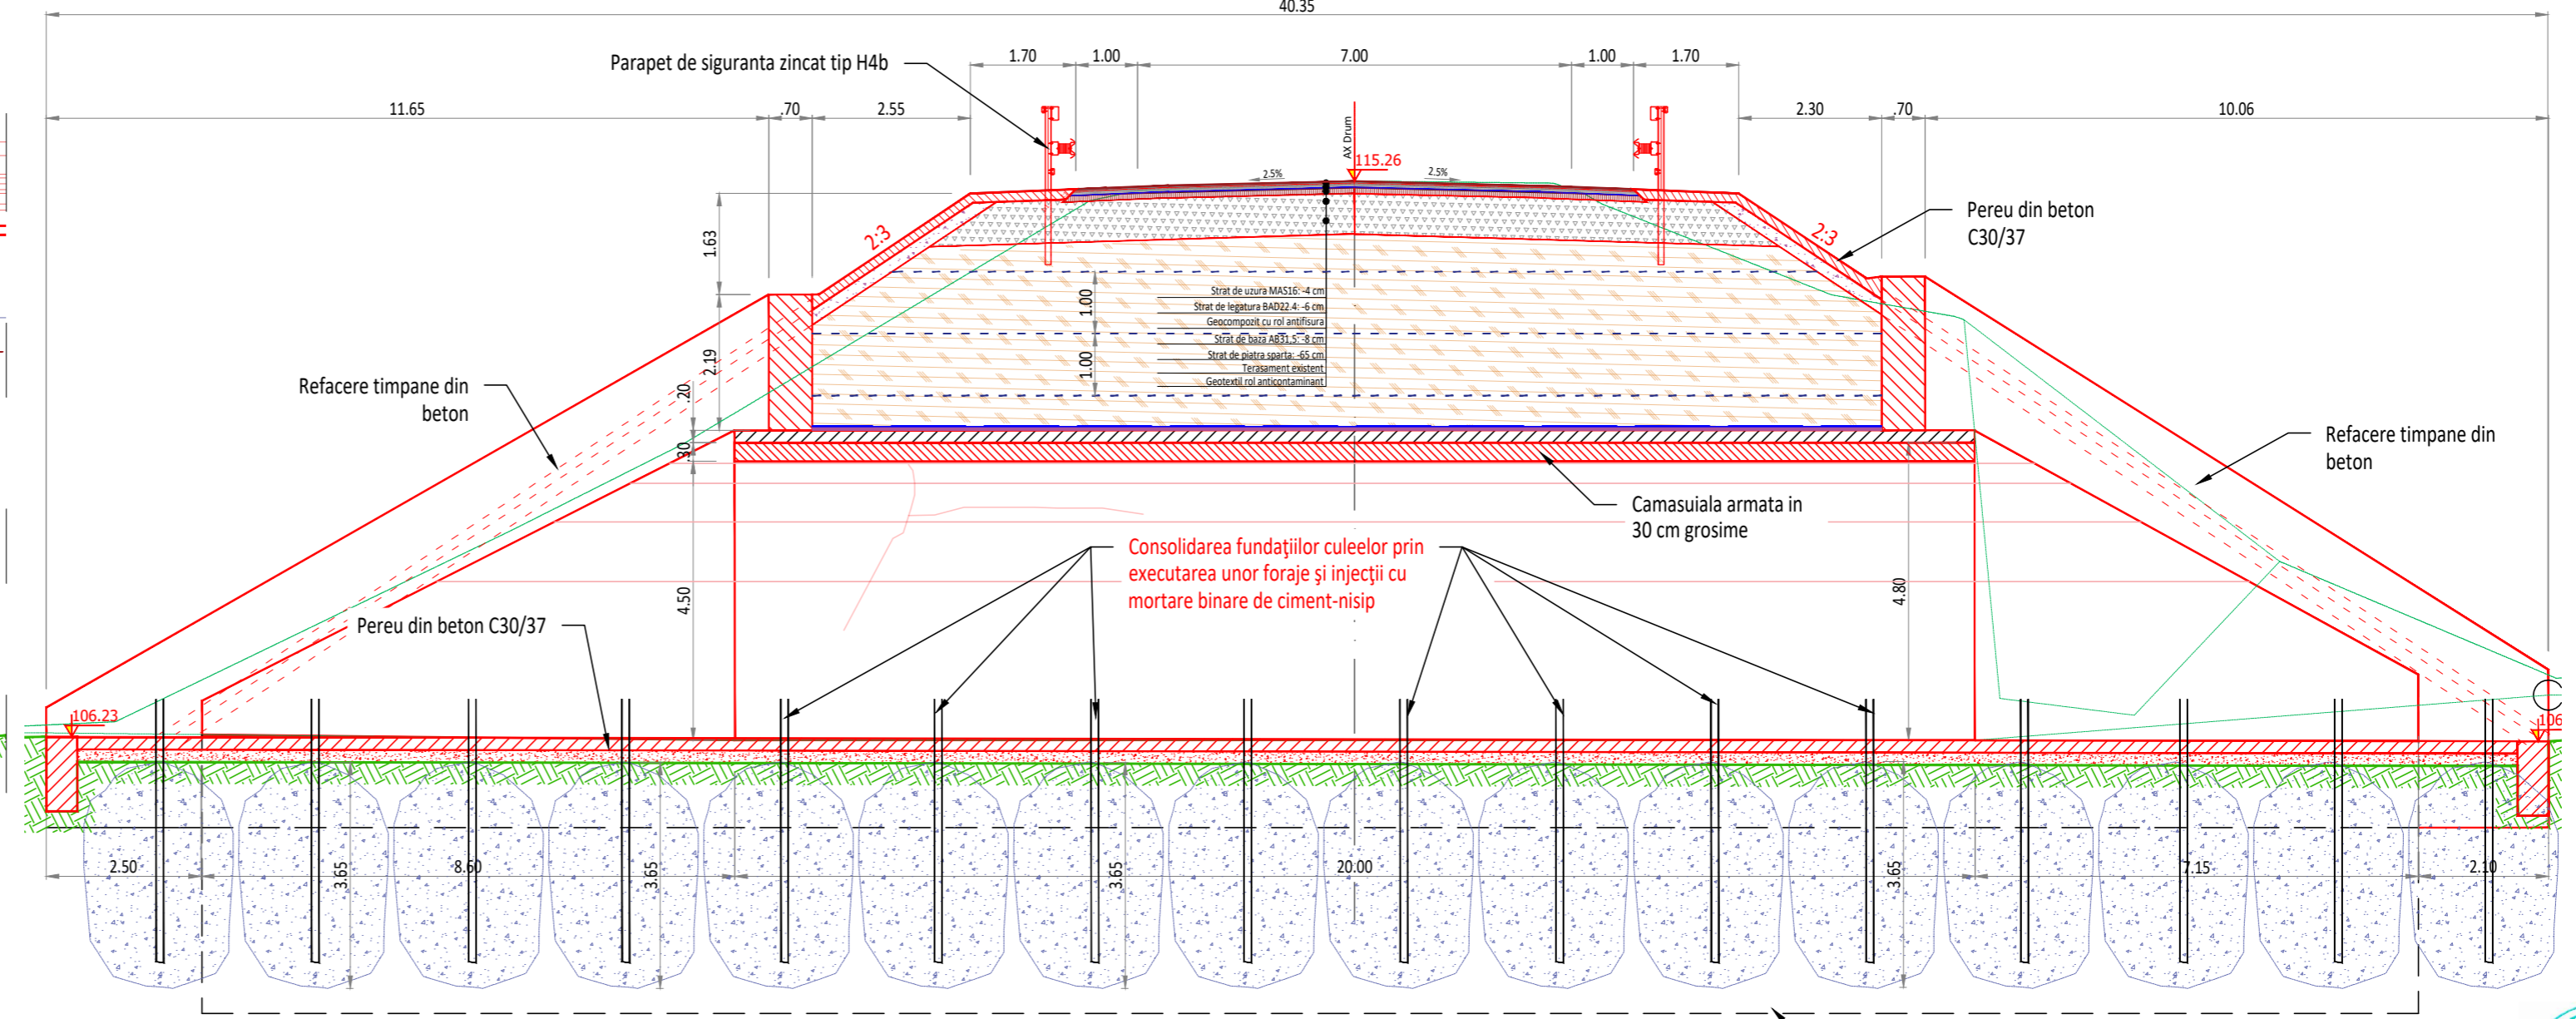 40.35
1.70
1.00
7.00
1.00
1.70
Parapet de siguranta zincat tip H4b
11.65
.70
2.55
2.30
.70
10.06
AX Drum
115.26
2.5%
2.5%
2:3
2:3
Pereu din beton
C30/37
1.63
2.19
.20
.30
4.50
1.00
1.00
Strat de uzura MAS16: -4 cm
Strat de legatura BAD22.4: -6 cm
Geocompozit cu rol antifisura
Strat de baza AB31,5: -8 cm
Strat de piatra sparta: -65 cm
Terasament existent
Geotextil rol anticontaminant
Refacere timpane din
beton
Refacere timpane din
beton
Camasuiala armata in
30 cm grosime
Consolidarea fundaţiilor culeelor prin
executarea unor foraje şi injecţii cu
mortare binare de ciment-nisip
4.80
Pereu din beton C30/37
106.23
106
2.50
3.65
8.60
3.65
3.65
20.00
3.65
7.15
2.10